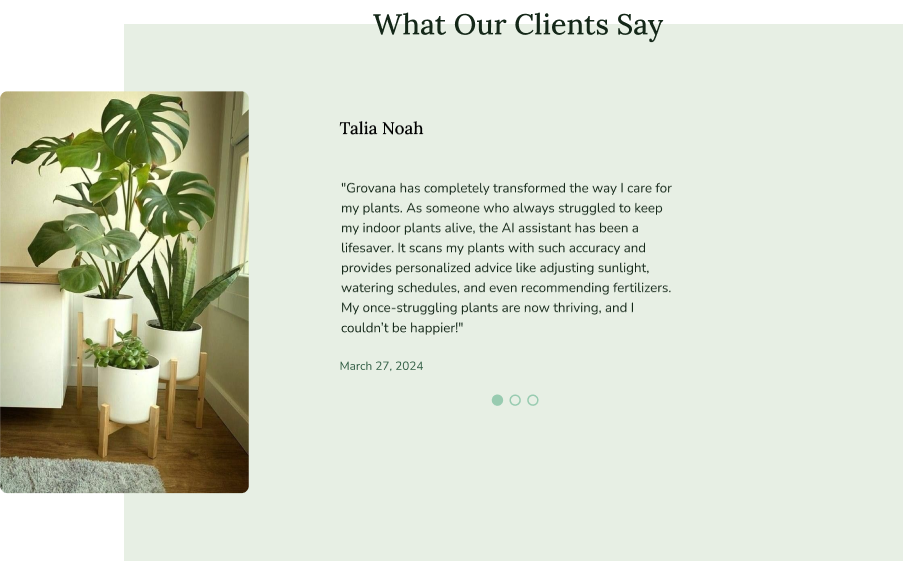 What Our Clients Say
Talia Noah
"Grovana has completely transformed the way I care for
my plants. As someone who always struggled to keep
my indoor plants alive, the AI assistant has been a
lifesaver. It scans my plants with such accuracy and
provides personalized advice like adjusting sunlight,
watering schedules, and even recommending fertilizers.
My once-struggling plants are now thriving, and I
couldn't be happier!"
March 27, 2024